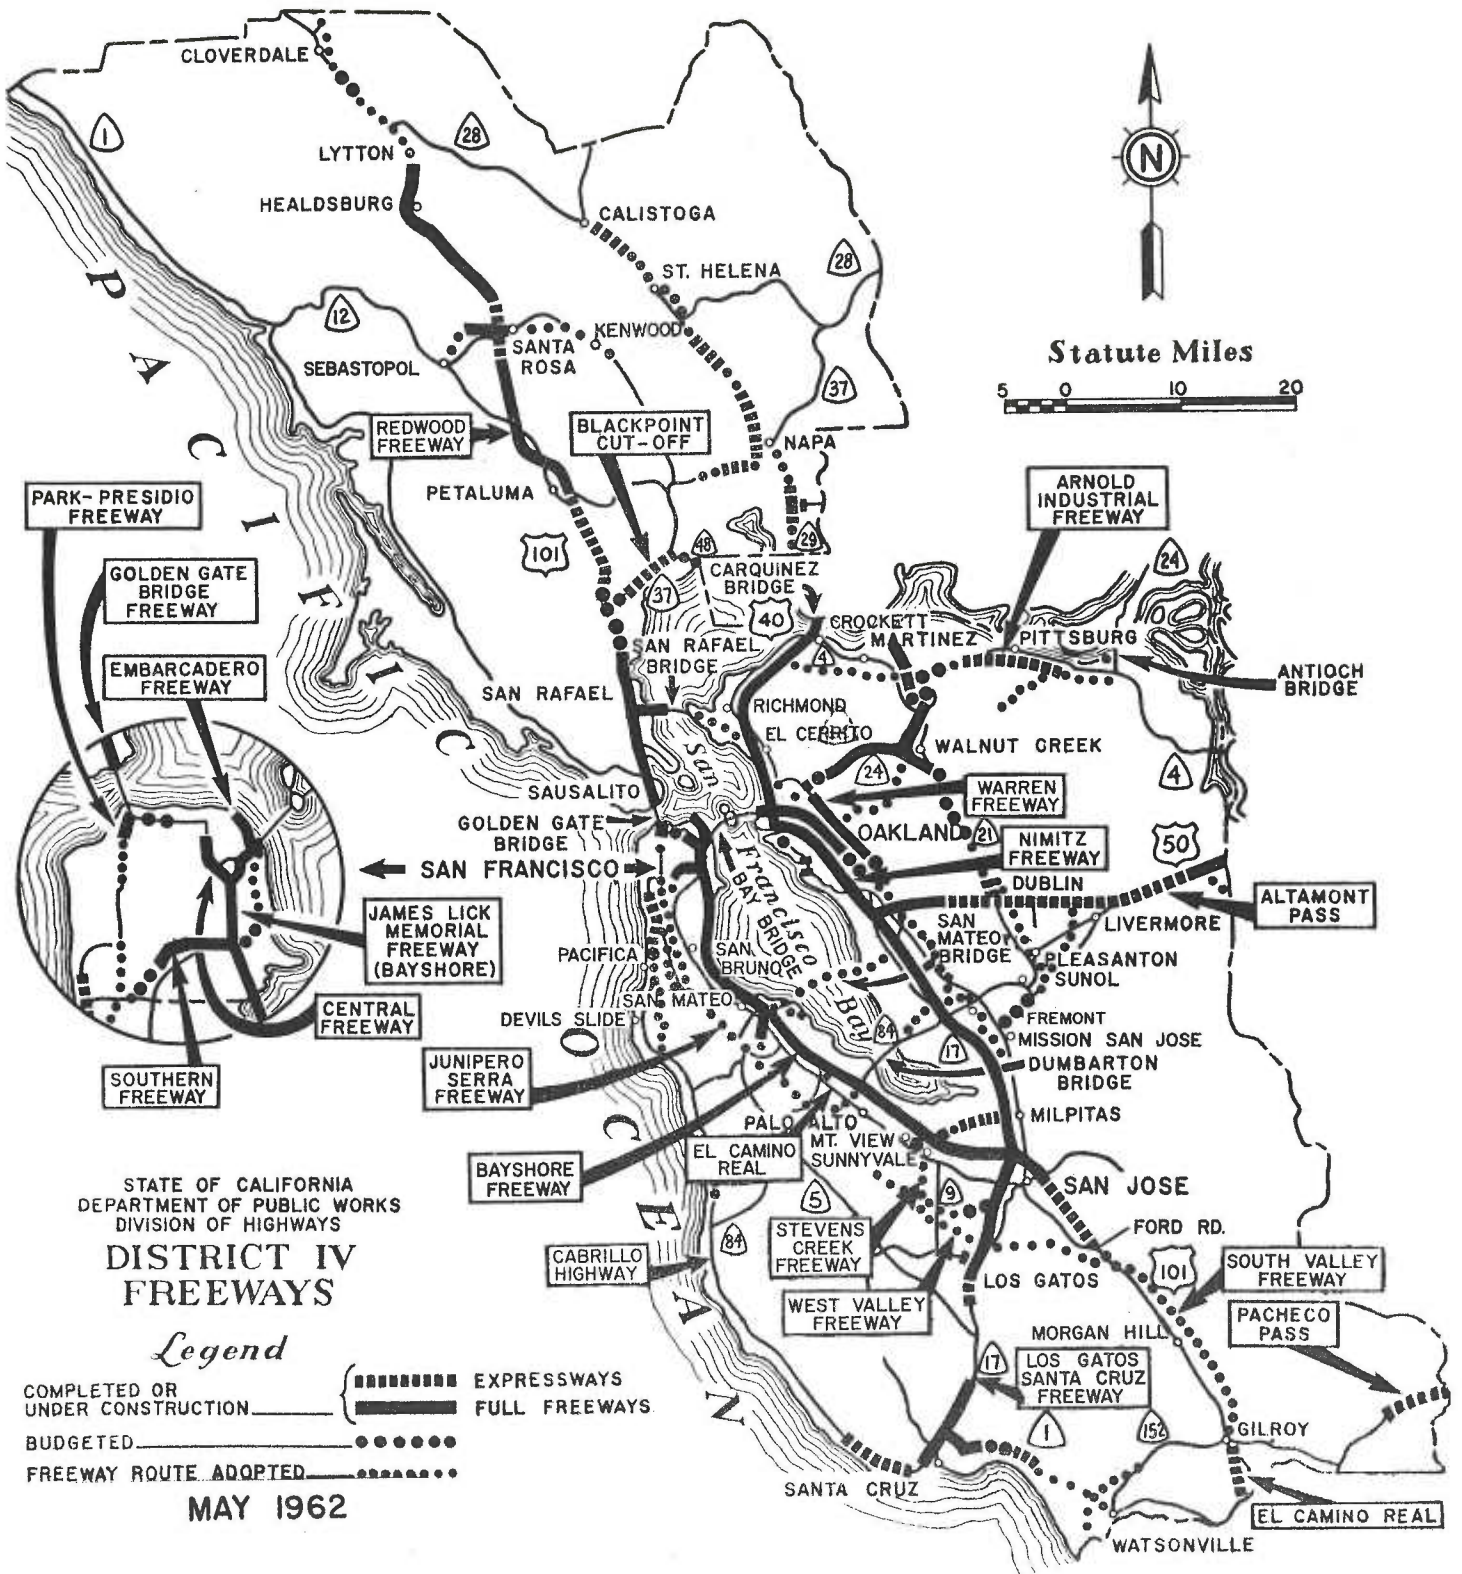 CLOVERDALE
1
28
LYTTON
HEALDSBURG
CALISTOGA
28
ST. HELENA
N
Statute Miles
5 0 10 20
12
SEBASTOPOL
SANTA
ROSA
KENWOOD
37
REDWOOD
FREEWAY
BLACKPOINT
CUT-OFF
NAPA
PETALUMA
PARK-PRESIDIO
FREEWAY
ARNOLD
INDUSTRIAL
FREEWAY
101
48
29
24
GOLDEN GATE
BRIDGE
FREEWAY
CARQUINEZ
BRIDGE
37
40
CROCKETT
MARTINEZ
PITTSBURG
4
SAN RAFAEL
BRIDGE
EMBARCADERO
FREEWAY
SAN RAFAEL
ANTIOCH
BRIDGE
RICHMOND
EL CERRITO
WALNUT CREEK
24
4
SAUSALITO
WARREN
FREEWAY
GOLDEN GATE
BRIDGE
OAKLAND
21
NIMITZ
FREEWAY
50
SAN FRANCISCO
BAY BRIDGE
San Francisco Bay
DUBLIN
ALTAMONT
PASS
LIVERMORE
JAMES LICK
MEMORIAL
FREEWAY
(BAYSHORE)
SAN
MATEO
BRIDGE
PACIFICA
SAN
BRUNO
PLEASANTON
SUNOL
CENTRAL
FREEWAY
SAN MATEO
DEVILS SLIDE
84
17
FREMONT
MISSION SAN JOSE
SOUTHERN
FREEWAY
JUNIPERO
SERRA
FREEWAY
DUMBARTON
BRIDGE
PALO ALTO
MILPITAS
MT. VIEW
SUNNYVALE
EL CAMINO
REAL
BAYSHORE
FREEWAY
SAN JOSE
5
9
84
STEVENS
CREEK
FREEWAY
FORD RD.
CABRILLO
HIGHWAY
LOS GATOS
101
SOUTH VALLEY
FREEWAY
WEST VALLEY
FREEWAY
MORGAN HILL
PACHECO
PASS
17
LOS GATOS
SANTA CRUZ
FREEWAY
1
152
GILROY
SANTA CRUZ
EL CAMINO REAL
WATSONVILLE
PACIFIC OCEAN
STATE OF CALIFORNIA
DEPARTMENT OF PUBLIC WORKS
DIVISION OF HIGHWAYS
DISTRICT IV
FREEWAYS
Legend
COMPLETED OR
UNDER CONSTRUCTION
EXPRESSWAYS
FULL FREEWAYS
BUDGETED
FREEWAY ROUTE ADOPTED
MAY 1962